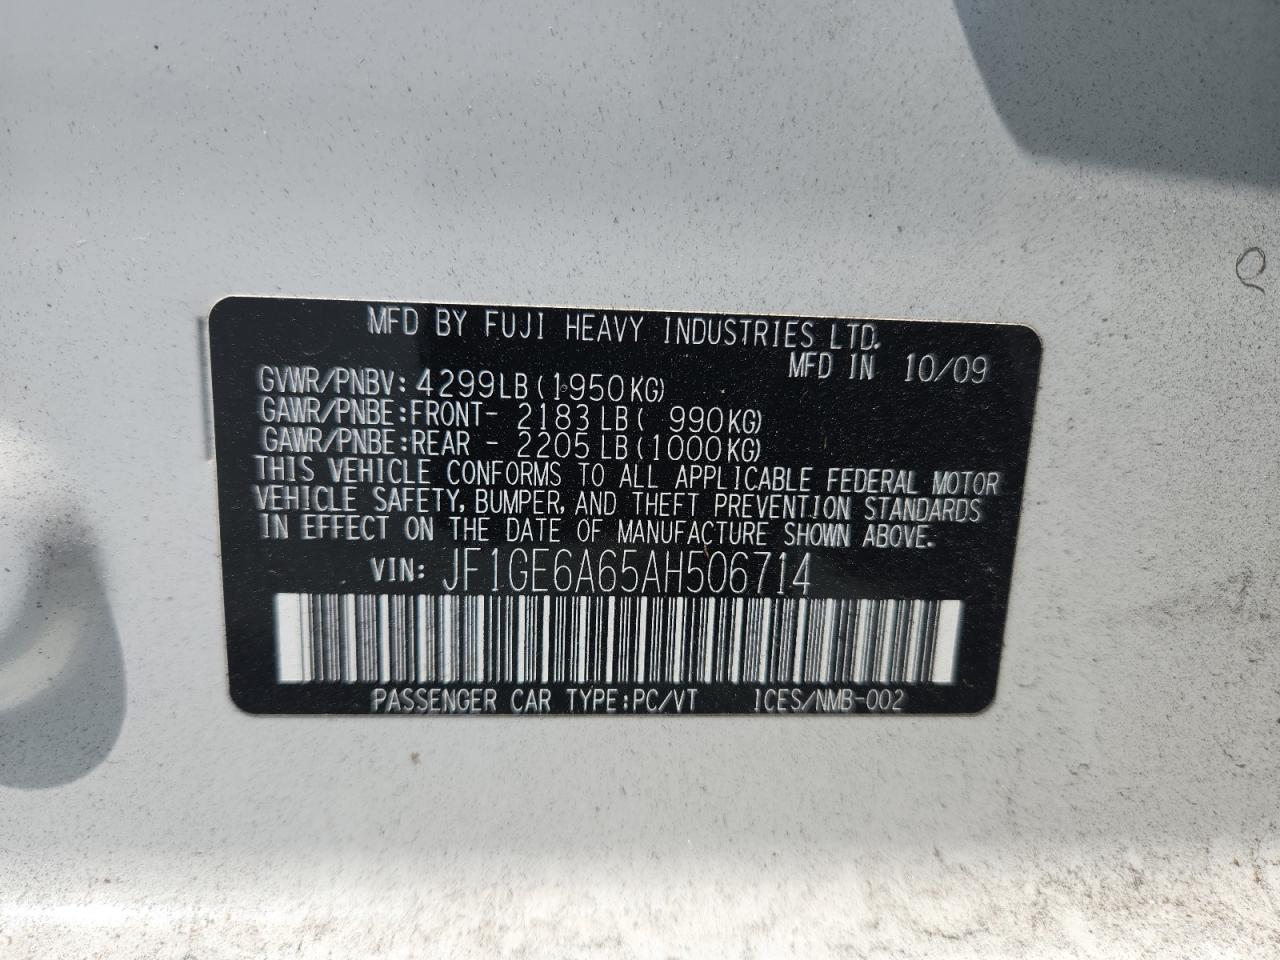 MFD BY FUJI HEAVY INDUSTRIES LTD.
MFD IN 10/09
GVWR/PNBV: 4299LB(1950KG)
GAWR/PNBE:FRONT- 2183LB( 990KG)
GAWR/PNBE:REAR - 2205LB(1000KG)
THIS VEHICLE CONFORMS TO ALL APPLICABLE FEDERAL MOTOR
VEHICLE SAFETY, BUMPER, AND THEFT PREVENTION STANDARDS
IN EFFECT ON THE DATE OF MANUFACTURE SHOWN ABOVE.
VIN: JF1GE6A65AH506714
PASSENGER CAR TYPE:PC/VT ICES/NMB-002